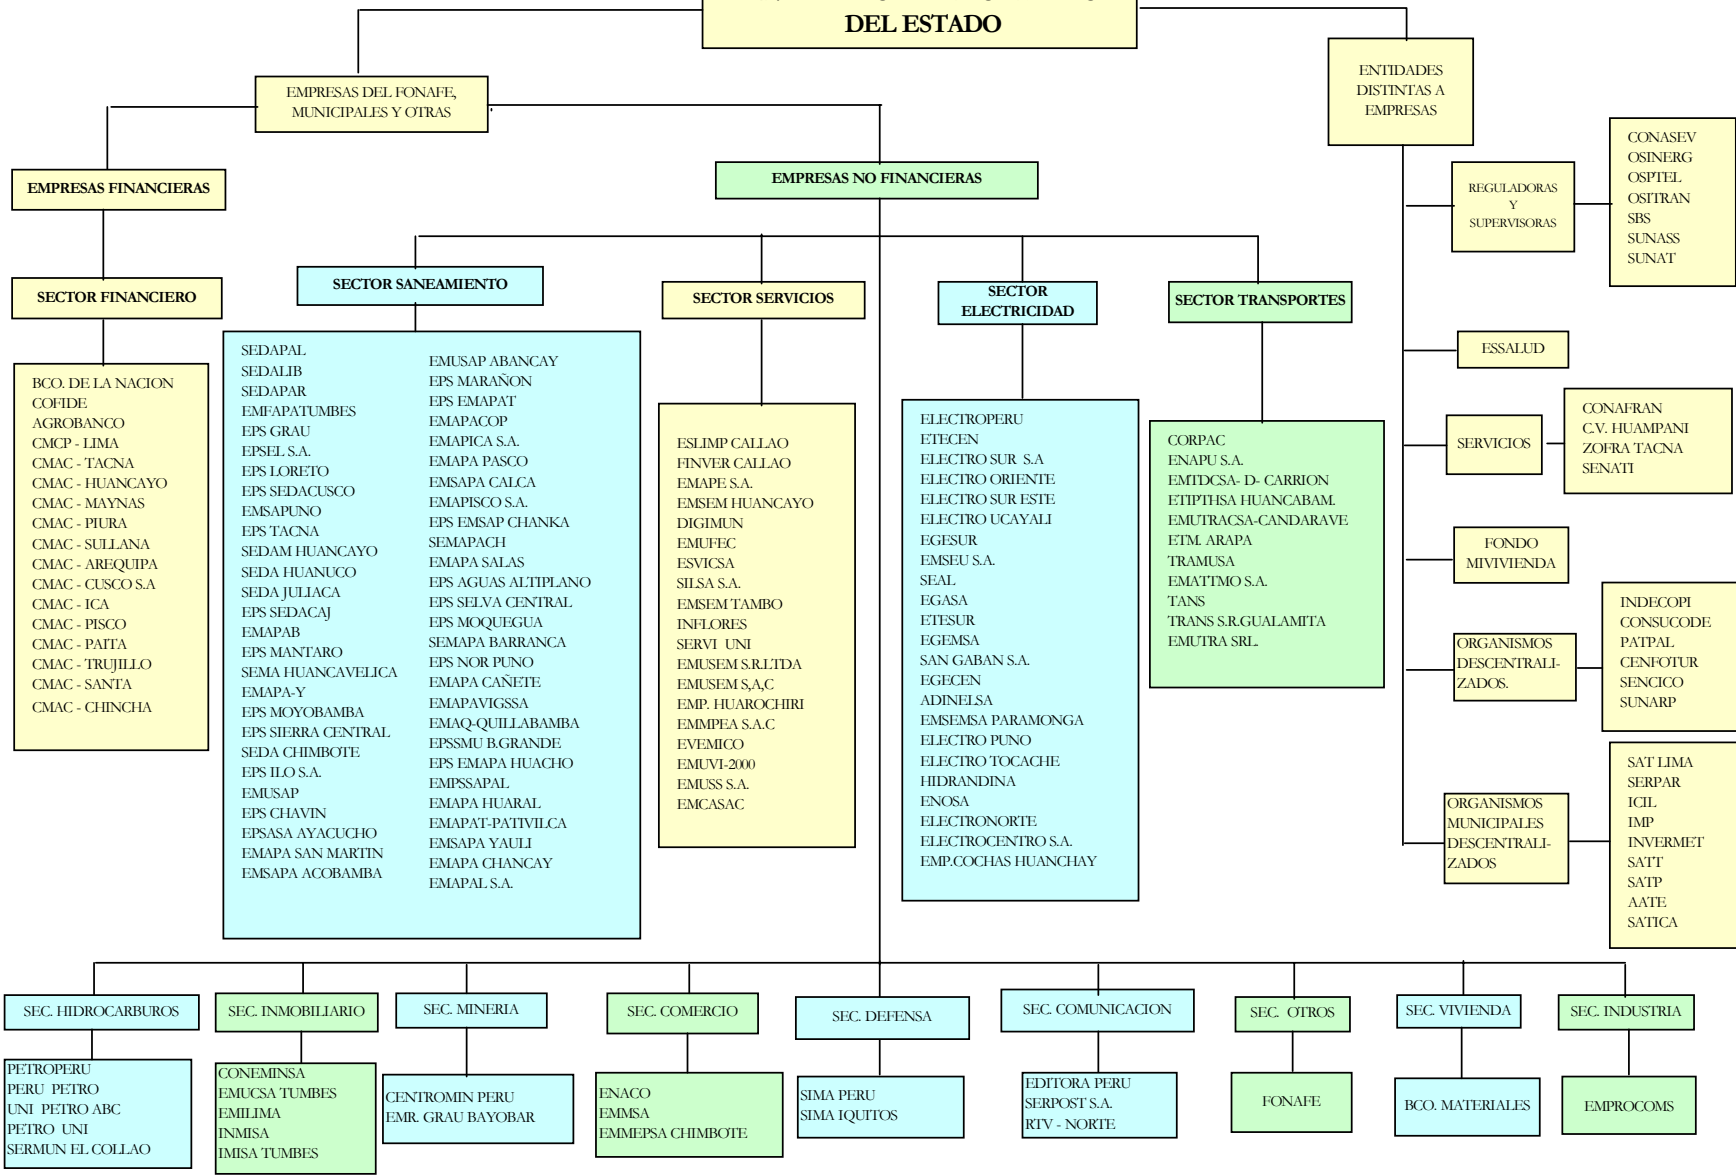 DEL ESTADO
EMPRESAS DEL FONAFE,
MUNICIPALES Y OTRAS
ENTIDADES
DISTINTAS A
EMPRESAS
EMPRESAS FINANCIERAS
EMPRESAS NO FINANCIERAS
REGULADORAS
Y
SUPERVISORAS
CONASEV
OSINERG
OSPTEL
OSITRAN
SBS
SUNASS
SUNAT
SECTOR FINANCIERO
SECTOR SANEAMIENTO
SECTOR SERVICIOS
SECTOR
ELECTRICIDAD
SECTOR TRANSPORTES
BCO. DE LA NACION
COFIDE
AGROBANCO
CMCP - LIMA
CMAC - TACNA
CMAC - HUANCAYO
CMAC - MAYNAS
CMAC - PIURA
CMAC - SULLANA
CMAC - AREQUIPA
CMAC - CUSCO S.A
CMAC - ICA
CMAC - PISCO
CMAC - PAITA
CMAC - TRUJILLO
CMAC - SANTA
CMAC - CHINCHA
SEDAPAL
SEDALIB
SEDAPAR
EMFAPATUMBES
EPS GRAU
EPSEL S.A.
EPS LORETO
EPS SEDACUSCO
EMSAPUNO
EPS TACNA
SEDAM HUANCAYO
SEDA HUANUCO
SEDA JULIACA
EPS SEDACAJ
EMAPAB
EPS MANTARO
SEMA HUANCAVELICA
EMAPA-Y
EPS MOYOBAMBA
EPS SIERRA CENTRAL
SEDA CHIMBOTE
EPS ILO S.A.
EMUSAP
EPS CHAVIN
EPSASA AYACUCHO
EMAPA SAN MARTIN
EMSAPA ACOBAMBA
EMUSAP ABANCAY
EPS MARAÑON
EPS EMAPAT
EMAPACOP
EMAPICA S.A.
EMAPA PASCO
EMSAPA CALCA
EMAPISCO S.A.
EPS EMSAP CHANKA
SEMAPACH
EMAPA SALAS
EPS AGUAS ALTIPLANO
EPS SELVA CENTRAL
EPS MOQUEGUA
SEMAPA BARRANCA
EPS NOR PUNO
EMAPA CAÑETE
EMAPAVIGSSA
EMAQ-QUILLABAMBA
EPSSMU B.GRANDE
EPS EMAPA HUACHO
EMPSSAPAL
EMAPA HUARAL
EMAPAT-PATIVILCA
EMSAPA YAULI
EMAPA CHANCAY
EMAPAL S.A.
ESLIMP CALLAO
FINVER CALLAO
EMAPE S.A.
EMSEM HUANCAYO
DIGIMUN
EMUFEC
ESVICSA
SILSA S.A.
EMSEM TAMBO
INFLORES
SERVI UNI
EMUSEM S.R.LTDA
EMUSEM S,A,C
EMP. HUAROCHIRI
EMMPEA S.A.C
EVEMICO
EMUVI-2000
EMUSS S.A.
EMCASAC
ELECTROPERU
ETECEN
ELECTRO SUR S.A
ELECTRO ORIENTE
ELECTRO SUR ESTE
ELECTRO UCAYALI
EGESUR
EMSEU S.A.
SEAL
EGASA
ETESUR
EGEMSA
SAN GABAN S.A.
EGECEN
ADINELSA
EMSEMSA PARAMONGA
ELECTRO PUNO
ELECTRO TOCACHE
HIDRANDINA
ENOSA
ELECTRONORTE
ELECTROCENTRO S.A.
EMP.COCHAS HUANCHAY
CORPAC
ENAPU S.A.
EMTDCSA- D- CARRION
ETIPTHSA HUANCABAM.
EMUTRACSA-CANDARAVE
ETM. ARAPA
TRAMUSA
EMATTMO S.A.
TANS
TRANS S.R.GUALAMITA
EMUTRA SRL.
ESSALUD
SERVICIOS
CONAFRAN
C.V. HUAMPANI
ZOFRA TACNA
SENATI
FONDO
MIVIVIENDA
ORGANISMOS
DESCENTRALI-
ZADOS.
INDECOPI
CONSUCODE
PATPAL
CENFOTUR
SENCICO
SUNARP
ORGANISMOS
MUNICIPALES
DESCENTRALI-
ZADOS
SAT LIMA
SERPAR
ICIL
IMP
INVERMET
SATT
SATP
AATE
SATICA
SEC. HIDROCARBUROS
SEC. INMOBILIARIO
SEC. MINERIA
SEC. COMERCIO
SEC. DEFENSA
SEC. COMUNICACION
SEC. OTROS
SEC. VIVIENDA
SEC. INDUSTRIA
PETROPERU
PERU PETRO
UNI PETRO ABC
PETRO UNI
SERMUN EL COLLAO
CONEMINSA
EMUCSA TUMBES
EMILIMA
INMISA
IMISA TUMBES
CENTROMIN PERU
EMR. GRAU BAYOBAR
ENACO
EMMSA
EMMEPSA CHIMBOTE
SIMA PERU
SIMA IQUITOS
EDITORA PERU
SERPOST S.A.
RTV - NORTE
FONAFE
BCO. MATERIALES
EMPROCOMS